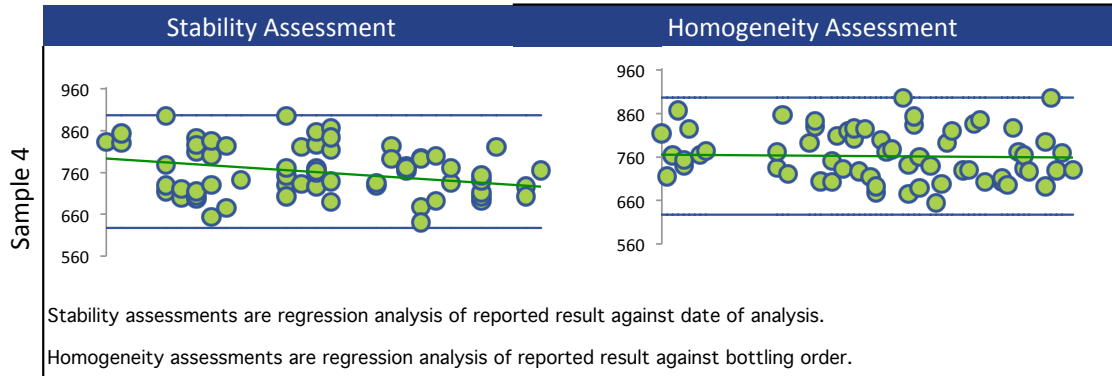 Stability Assessment
Homogeneity Assessment
Sample 4
960
860
760
660
560
960
860
760
660
560
Stability assessments are regression analysis of reported result against date of analysis.
Homogeneity assessments are regression analysis of reported result against bottling order.